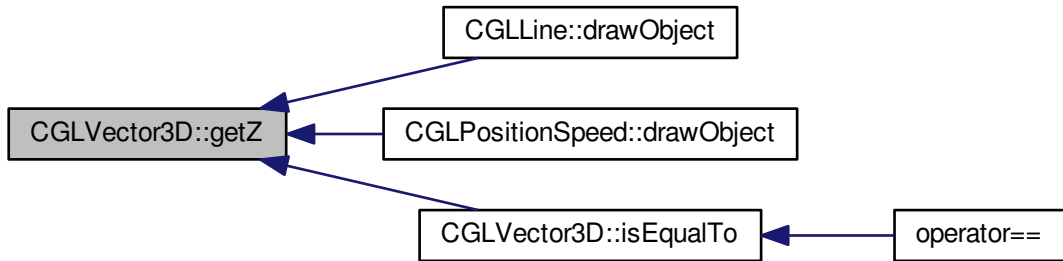 CGLLine::drawObject
CGLVector3D::getZ
CGLPositionSpeed::drawObject
CGLVector3D::isEqualTo
operator==